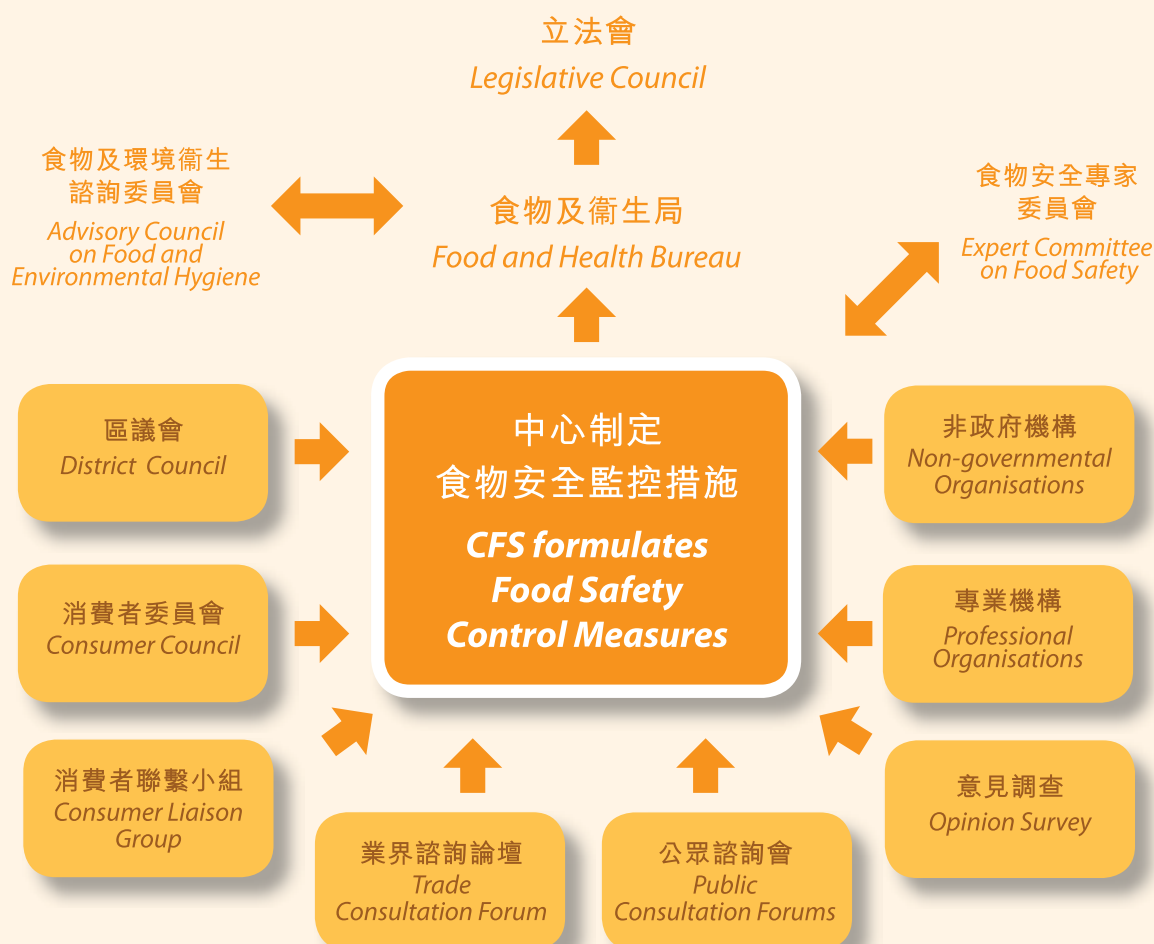 立法會
Legislative Council
食物及環境衞生
諮詢委員會
Advisory Council
on Food and
Environmental Hygiene
食物及衞生局
Food and Health Bureau
食物安全專家
委員會
Expert Committee
on Food Safety
中心制定
食物安全監控措施
CFS formulates
Food Safety
Control Measures
區議會
District Council
非政府機構
Non-governmental
Organisations
消費者委員會
Consumer Council
專業機構
Professional
Organisations
消費者聯繫小組
Consumer Liaison
Group
業界諮詢論壇
Trade
Consultation Forum
公眾諮詢會
Public
Consultation Forums
意見調查
Opinion Survey